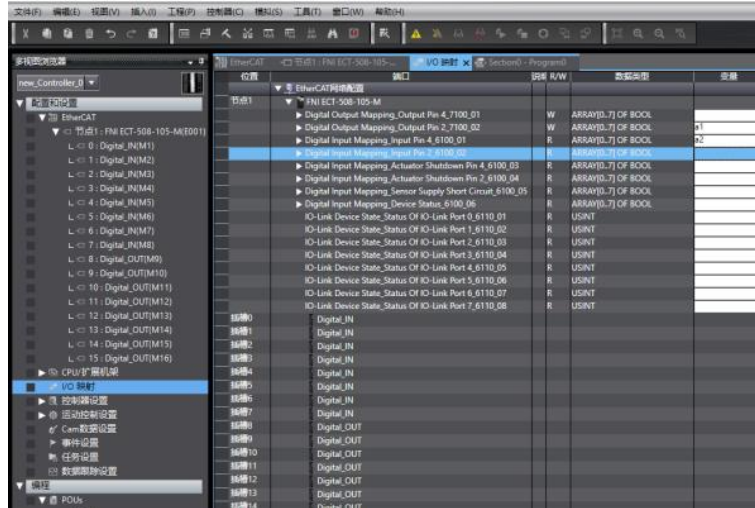 文件(F) 编辑(E) 视图(V) 插入(I) 工程(P) 控制器(C) 模拟(S) 工具(T) 窗口(W) 帮助(H)
多视图浏览器
new_Controller_0
配置和设置
EtherCAT
节点1 : FNI ECT-508-105-M(E001)
0 : Digital_IN(M1)
1 : Digital_IN(M2)
2 : Digital_IN(M3)
3 : Digital_IN(M4)
4 : Digital_IN(M5)
5 : Digital_IN(M6)
6 : Digital_IN(M7)
7 : Digital_IN(M8)
8 : Digital_OUT(M9)
9 : Digital_OUT(M10)
10 : Digital_OUT(M11)
11 : Digital_OUT(M12)
12 : Digital_OUT(M13)
13 : Digital_OUT(M14)
14 : Digital_OUT(M15)
15 : Digital_OUT(M16)
CPU/扩展机架
I/O 映射
控制器设置
运动控制设置
Cam数据设置
事件设置
任务设置
数据跟踪设置
编程
POUs
EtherCAT 节点1 : FNI ECT-508-105-... I/O 映射 Section0 - Program0
位置 端口 说明 R/W 数据类型 变量
EtherCAT网络配置
节点1 FNI ECT-508-105-M
Digital Output Mapping_Output Pin 4_7100_01 W ARRAY[0..7] OF BOOL
Digital Output Mapping_Output Pin 2_7100_02 W ARRAY[0..7] OF BOOL a1
Digital Input Mapping_Input Pin 4_6100_01 R ARRAY[0..7] OF BOOL a2
Digital Input Mapping_Input Pin 2_6100_02 R ARRAY[0..7] OF BOOL
Digital Input Mapping_Actuator Shutdown Pin 4_6100_03 R ARRAY[0..7] OF BOOL
Digital Input Mapping_Actuator Shutdown Pin 2_6100_04 R ARRAY[0..7] OF BOOL
Digital Input Mapping_Sensor Supply Short Circuit_6100_05 R ARRAY[0..7] OF BOOL
Digital Input Mapping_Device Status_6100_06 R ARRAY[0..7] OF BOOL
IO-Link Device State_Status Of IO-Link Port 0_6110_01 R USINT
IO-Link Device State_Status Of IO-Link Port 1_6110_02 R USINT
IO-Link Device State_Status Of IO-Link Port 2_6110_03 R USINT
IO-Link Device State_Status Of IO-Link Port 3_6110_04 R USINT
IO-Link Device State_Status Of IO-Link Port 4_6110_05 R USINT
IO-Link Device State_Status Of IO-Link Port 5_6110_06 R USINT
IO-Link Device State_Status Of IO-Link Port 6_6110_07 R USINT
IO-Link Device State_Status Of IO-Link Port 7_6110_08 R USINT
插槽0 Digital_IN
插槽1 Digital_IN
插槽2 Digital_IN
插槽3 Digital_IN
插槽4 Digital_IN
插槽5 Digital_IN
插槽6 Digital_IN
插槽7 Digital_IN
插槽8 Digital_OUT
插槽9 Digital_OUT
插槽10 Digital_OUT
插槽11 Digital_OUT
插槽12 Digital_OUT
插槽13 Digital_OUT
插槽14 Digital_OUT